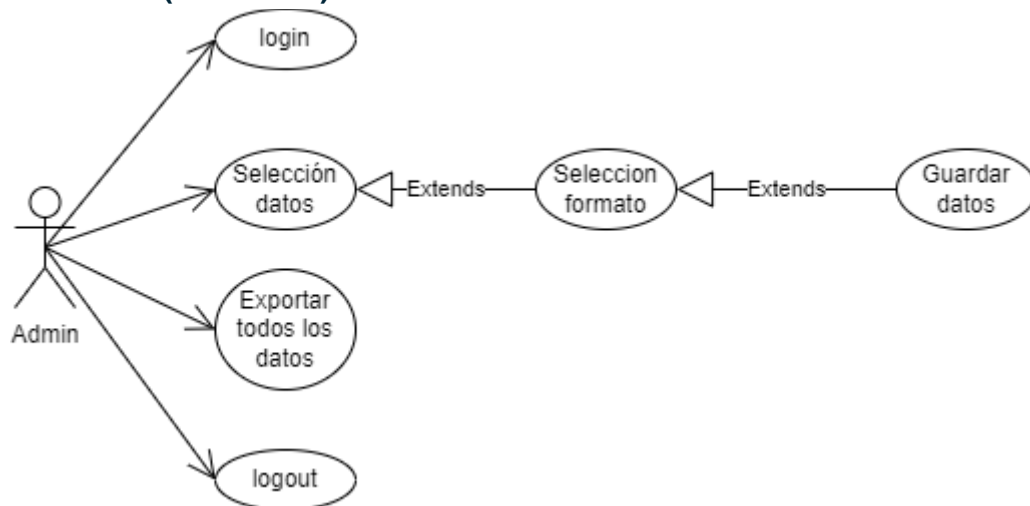 login
Selección
datos
Extends
Seleccion
formato
Extends
Guardar
datos
Admin
Exportar
todos los
datos
logout